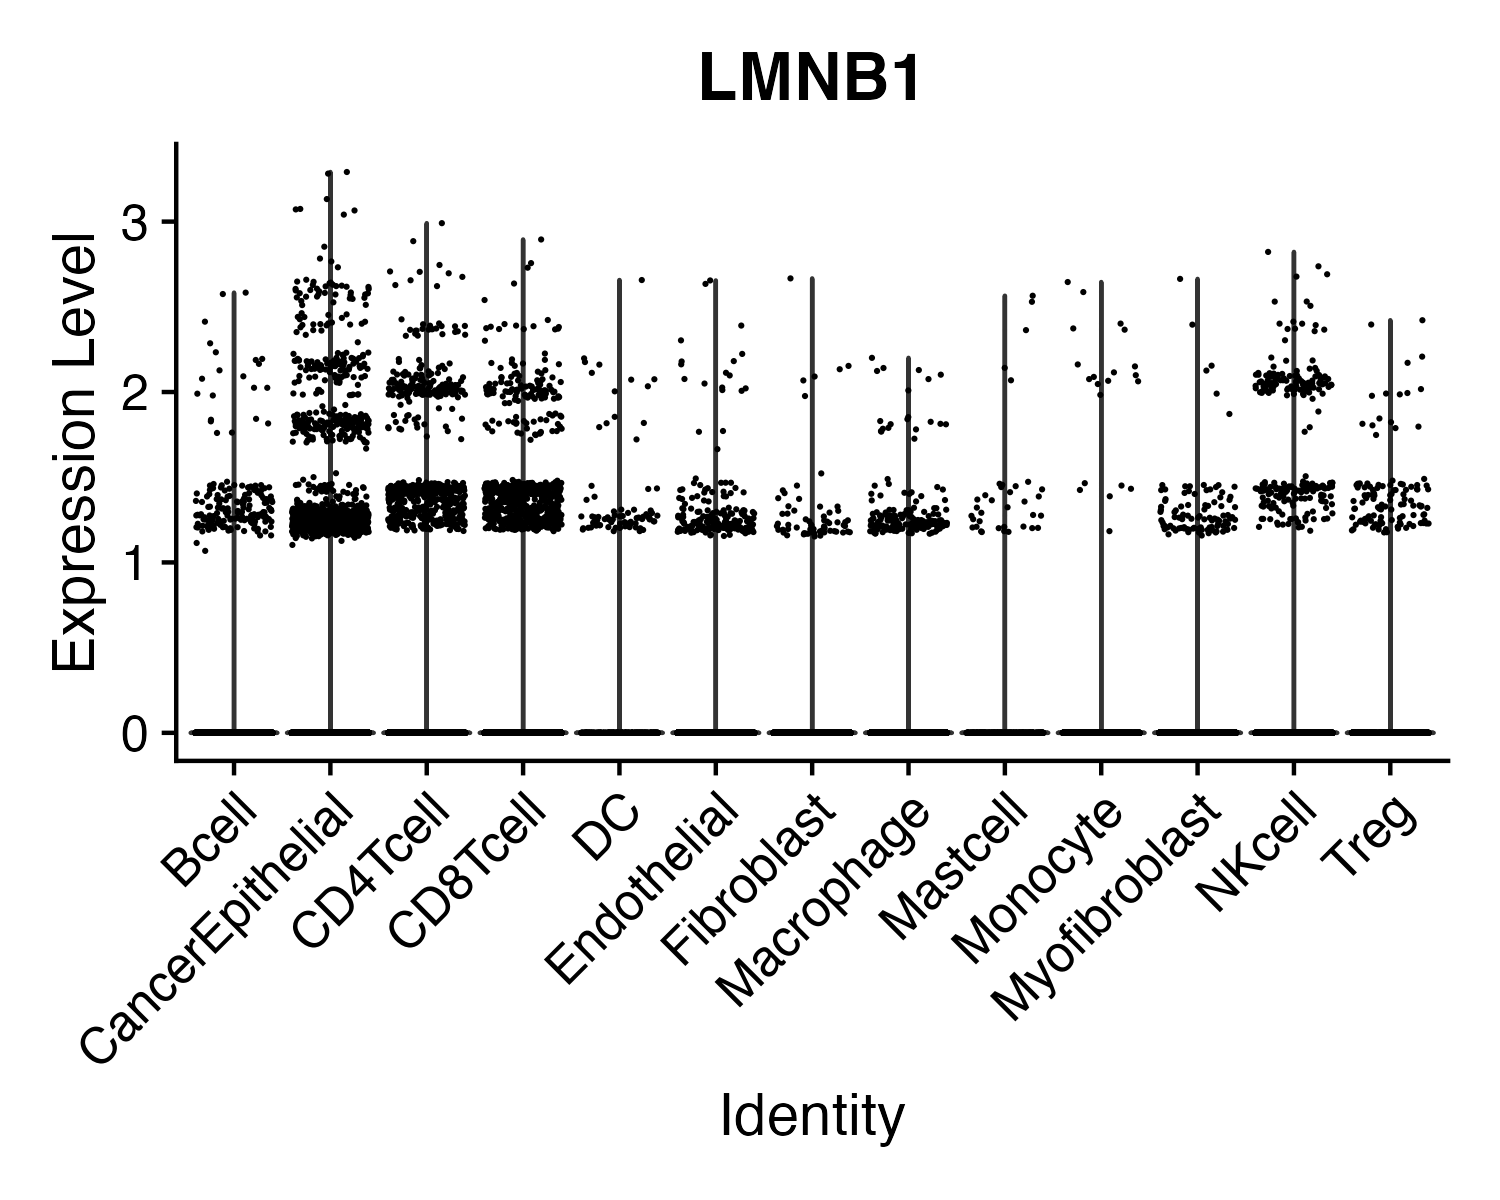 LMNB1
Expression Level
3
2
1
0
Bcell
CancerEpithelial
CD4Tcell
CD8Tcell
DC
Endothelial
Fibroblast
Macrophage
Mastcell
Monocyte
Myofibroblast
NKcell
Treg
Identity